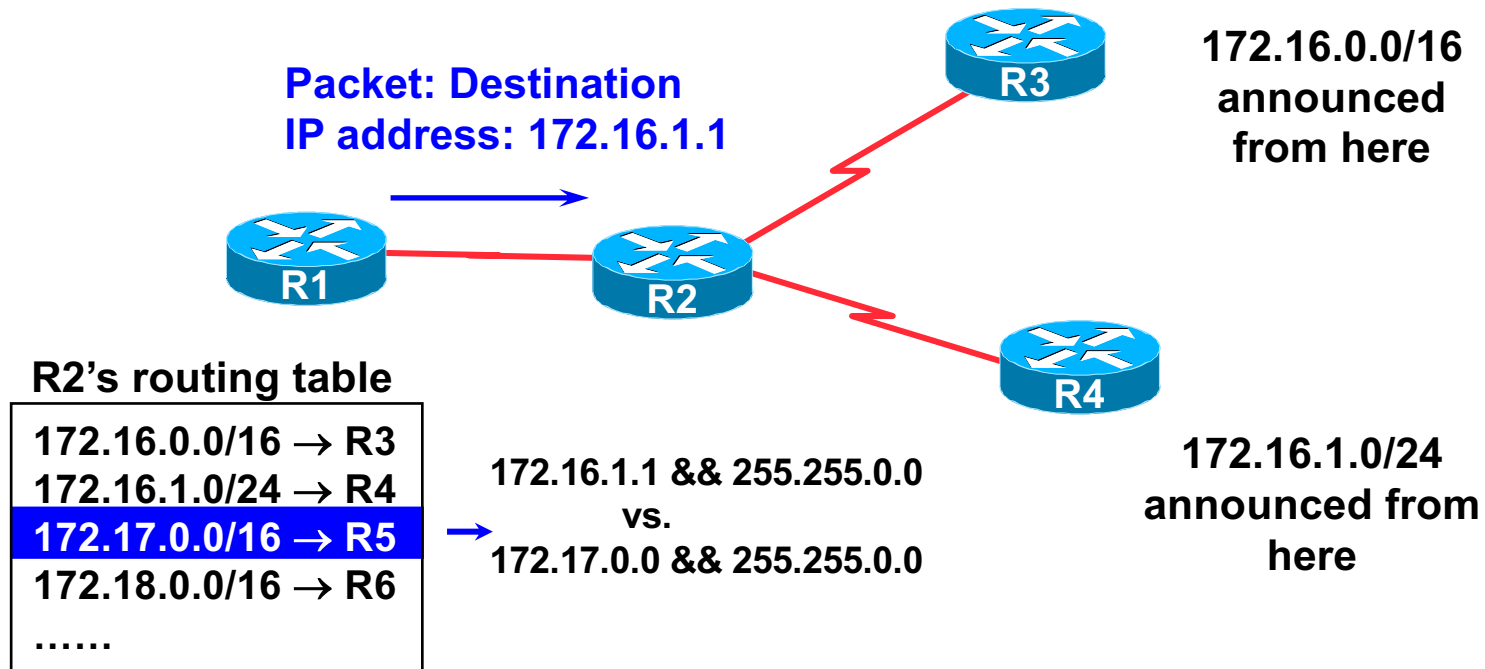 Packet: Destination
IP address: 172.16.1.1
R3
172.16.0.0/16
announced
from here
R1
R2
R4
172.16.1.0/24
announced from
here
R2’s routing table
172.16.0.0/16 → R3
172.16.1.0/24 → R4
172.17.0.0/16 → R5
172.18.0.0/16 → R6
......
172.16.1.1 && 255.255.0.0
vs.
172.17.0.0 && 255.255.0.0